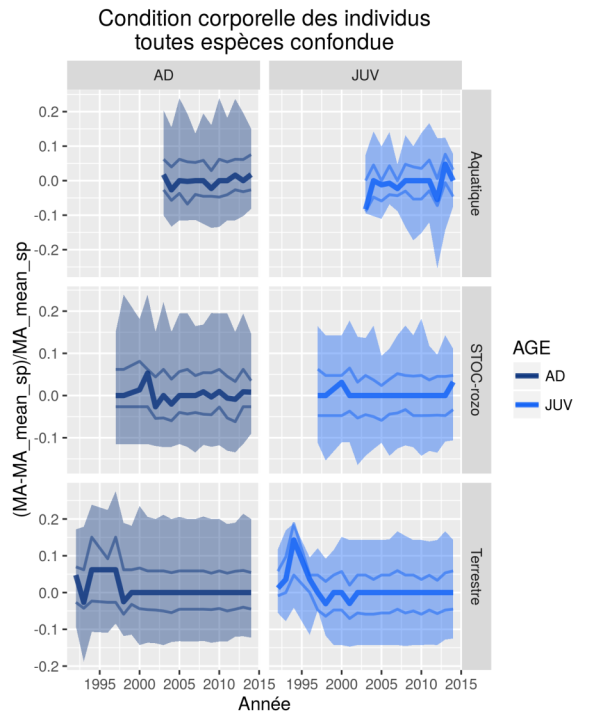 Condition corporelle des individus
toutes espèces confondue
AD
JUV
0.2
0.1
0.0
-0.1
-0.2
Aquatique
0.2
0.1
0.0
-0.1
STOC-rozo
0.2
0.1
0.0
-0.1
-0.2
Terrestre
(MA-MA_mean_sp)/MA_mean_sp
1995 2000 2005 2010 2015
1995 2000 2005 2010 2015
Année
AGE
AD
JUV